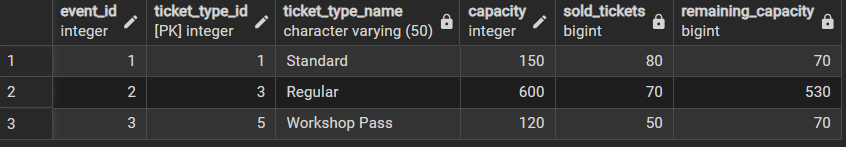 event_id ticket_type_id ticket_type_name capacity sold_tickets remaining_capacity
integer [PK] integer character varying (50) integer bigint bigint
1 1 1 Standard 150 80 70
2 2 3 Regular 600 70 530
3 3 5 Workshop Pass 120 50 70